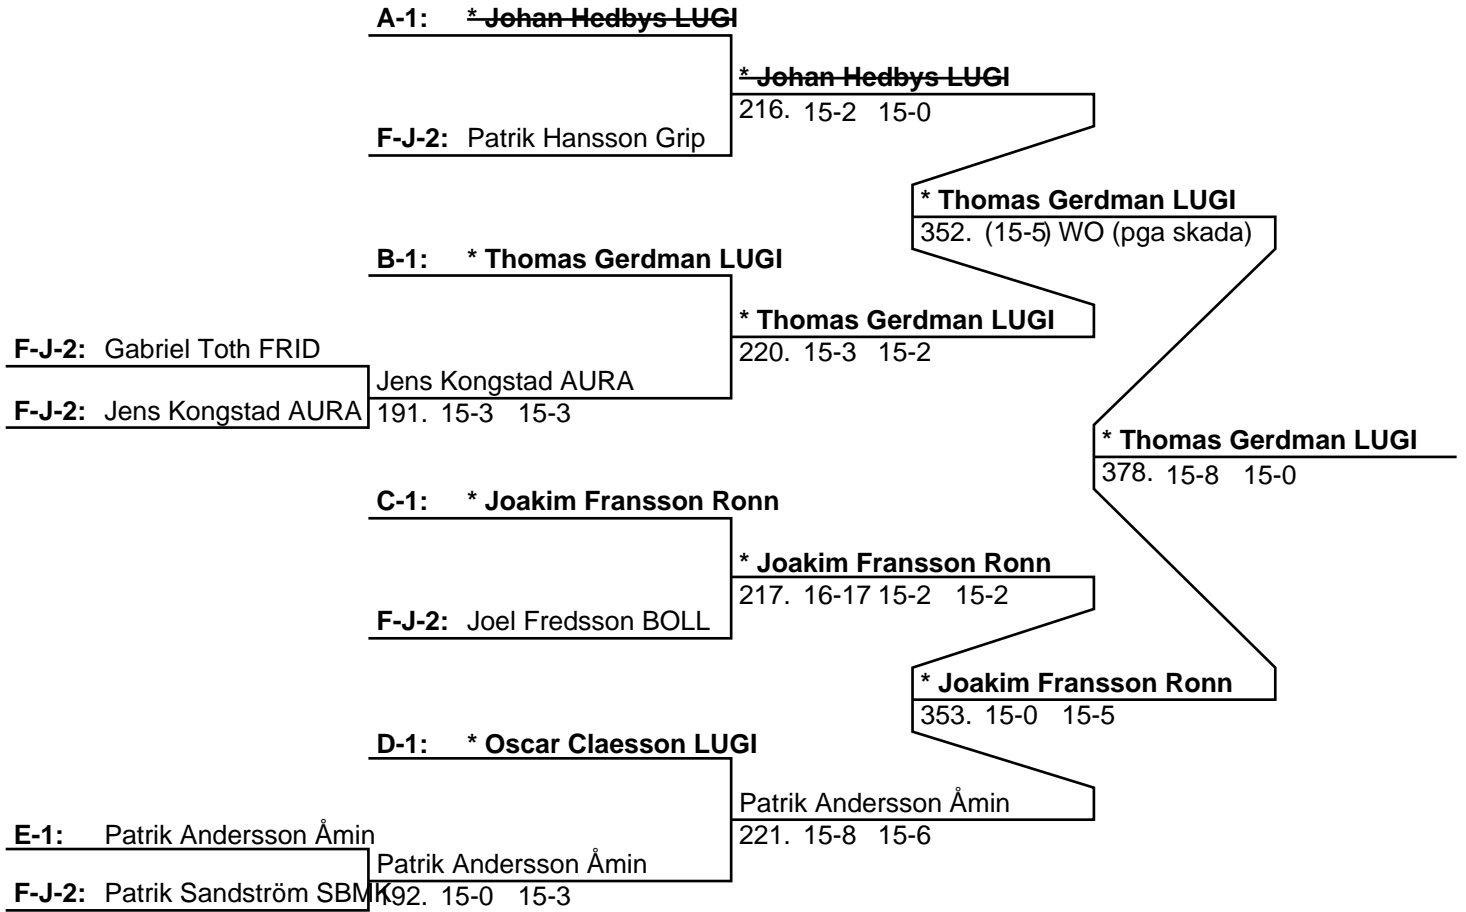 A-1: * Johan Hedbys LUGI
* Johan Hedbys LUGI
216. 15-2 15-0
F-J-2: Patrik Hansson Grip
* Thomas Gerdman LUGI
352. (15-5) WO (pga skada)
B-1: * Thomas Gerdman LUGI
* Thomas Gerdman LUGI
220. 15-3 15-2
F-J-2: Gabriel Toth FRID
Jens Kongstad AURA
191. 15-3 15-3
F-J-2: Jens Kongstad AURA
* Thomas Gerdman LUGI
378. 15-8 15-0
C-1: * Joakim Fransson Ronn
* Joakim Fransson Ronn
217. 16-17 15-2 15-2
F-J-2: Joel Fredsson BOLL
* Joakim Fransson Ronn
353. 15-0 15-5
D-1: * Oscar Claesson LUGI
Patrik Andersson Åmin
221. 15-8 15-6
E-1: Patrik Andersson Åmin
Patrik Andersson Åmin
192. 15-0 15-3
F-J-2: Patrik Sandström SBMK